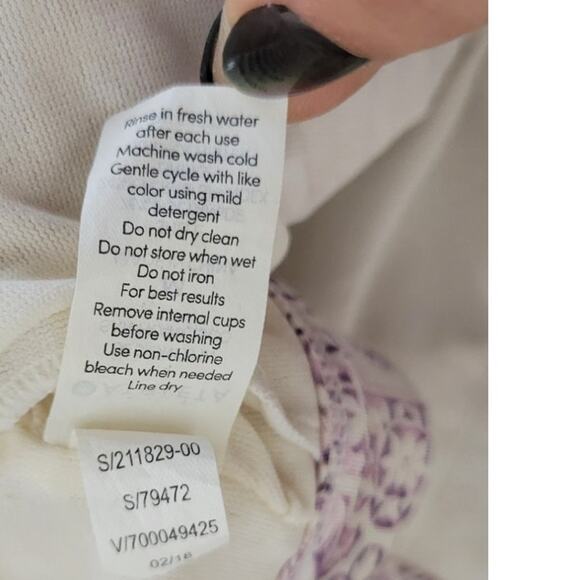 Rinse in fresh water
after each use
Machine wash cold
Gentle cycle with like
color using mild
detergent
Do not dry clean
Do not store when wet
Do not iron
For best results
Remove internal cups
before washing
Use non-chlorine
bleach when needed
Line dry
S/211829-00
S/79472
V/700049425
02/18